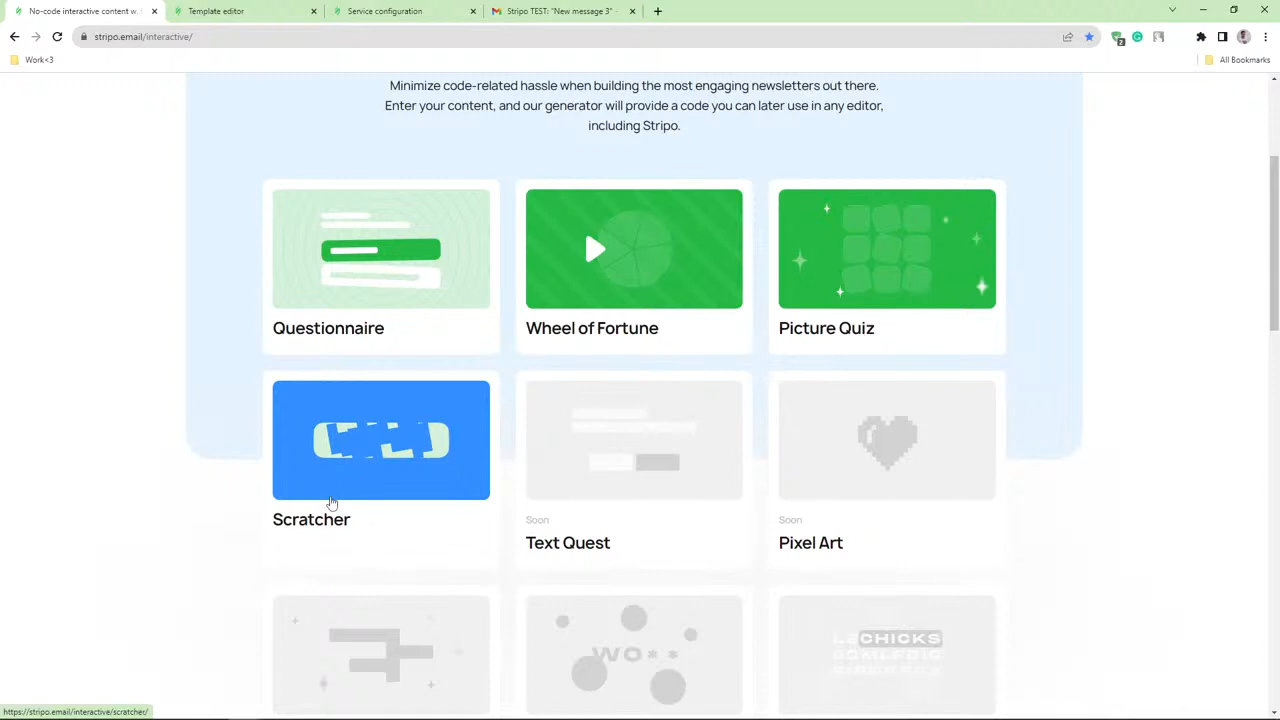 No-code interactive content w
Template editor
Service configuration
Stripo TEST: "New message 3" -
stripo.email/interactive/
2
Work<3
All Bookmarks
Minimize code-related hassle when building the most engaging newsletters out there.
Enter your content, and our generator will provide a code you can later use in any editor,
including Stripo.
Questionnaire
Wheel of Fortune
Picture Quiz
Scratcher
Soon
Text Quest
Soon
Pixel Art
WO**
CHICKS
https://stripo.email/interactive/scratcher/